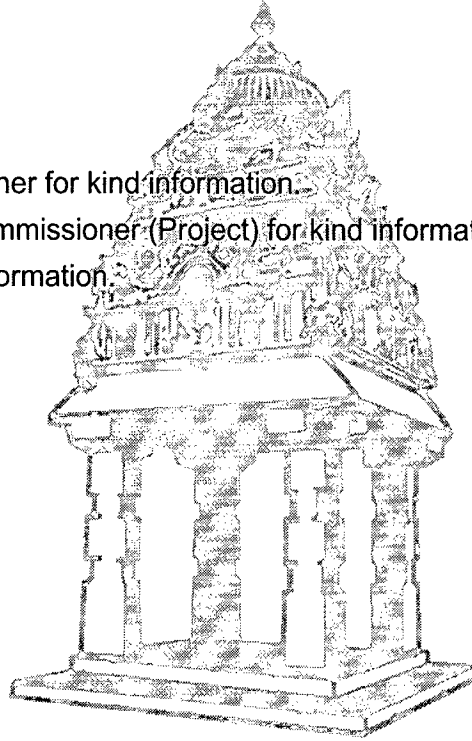 ner for kind information.
mmissioner (Project) for kind informat
ormation.